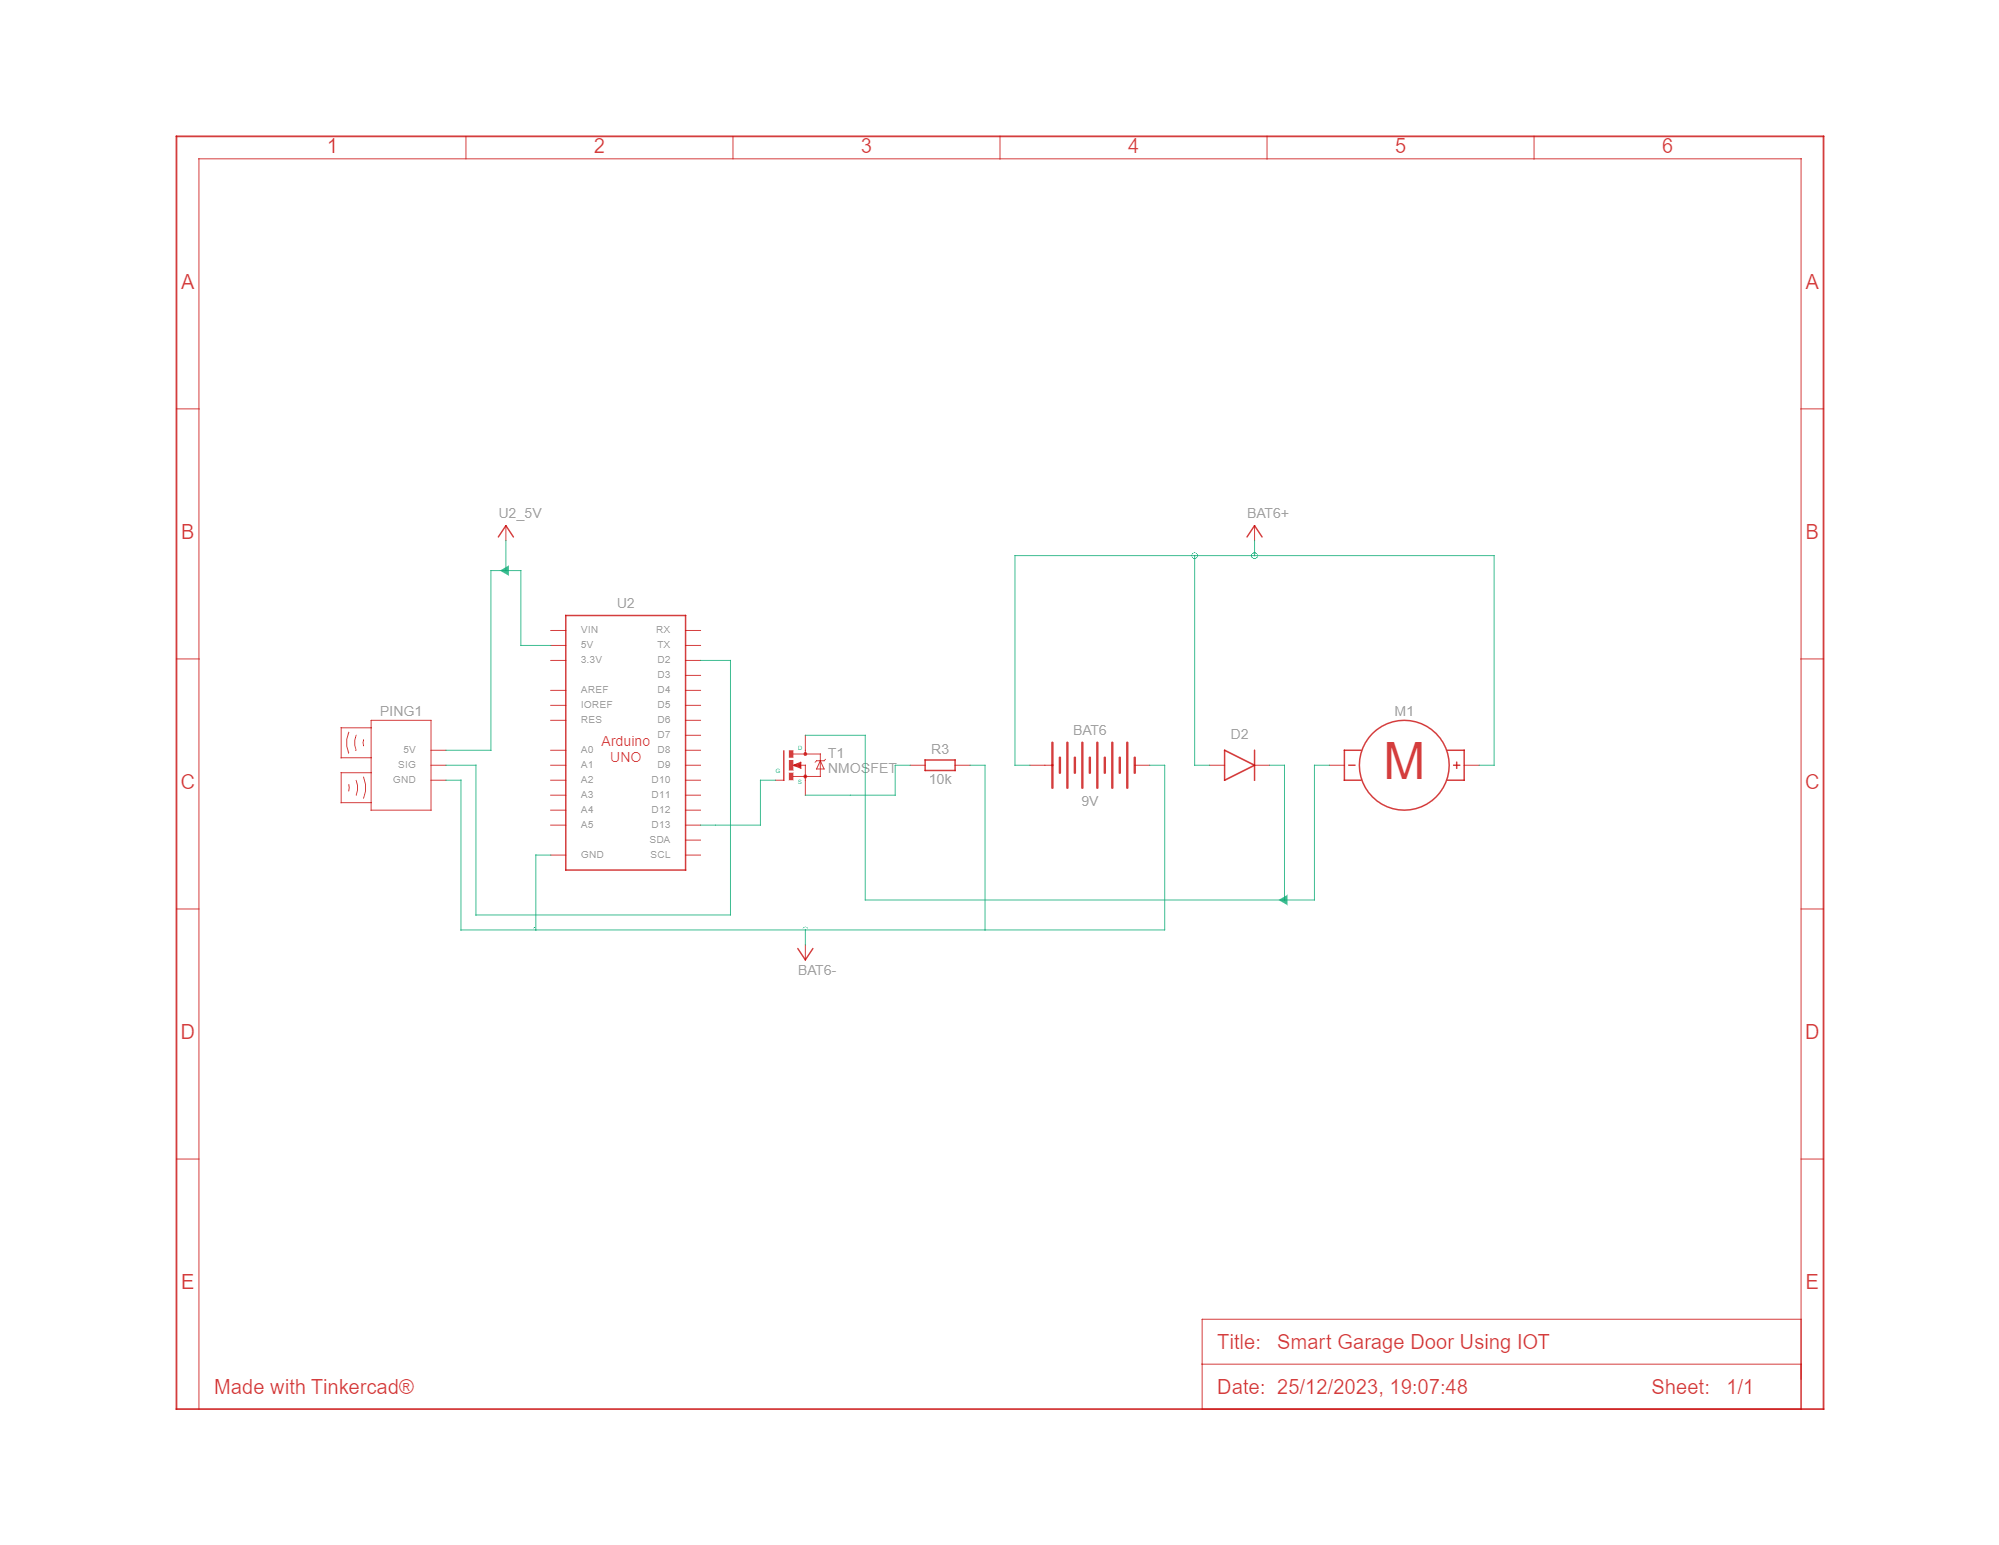 1 2 3 4 5 6
A A
U2_5V BAT6+
B B
U2
VIN RX
5V TX
3.3V D2
D3
AREF D4
IOREF D5
RES D6
D7
PING1
M1
5V
SIG
GND
A0 D8
A1 D9
A2 D10
A3 D11
A4 D12
A5 D13
SDA
GND SCL
Arduino
UNO
D
G
S
T1
NMOSFET
R3
10k
BAT6
9V
D2
M
- +
C C
BAT6-
D D
E E
Title: Smart Garage Door Using IOT
Made with Tinkercad®
Date: 25/12/2023, 19:07:48 Sheet: 1/1